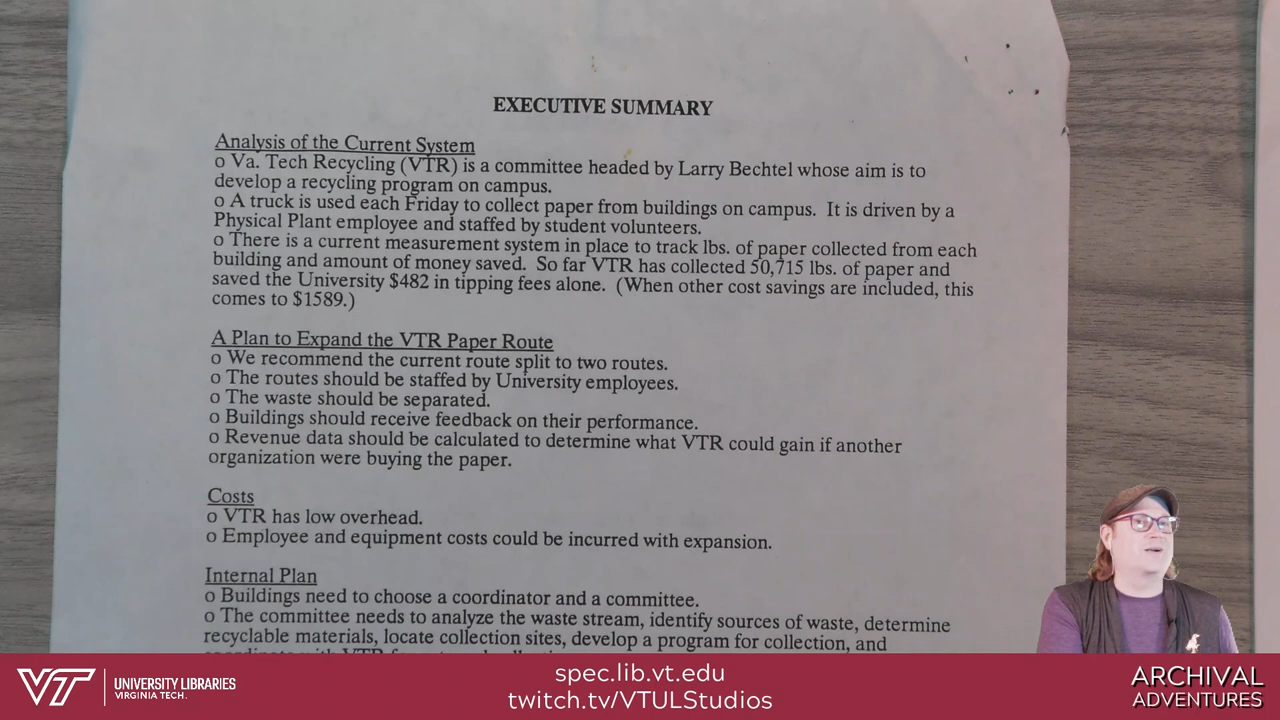 EXECUTIVE SUMMARY
Analysis of the Current System
o Va. Tech Recycling (VTR) is a committee headed by Larry Bechtel whose aim is to
develop a recycling program on campus.
o A truck is used each Friday to collect paper from buildings on campus. It is driven by a
Physical Plant employee and staffed by student volunteers.
o There is a current measurement system in place to track lbs. of paper collected from each
building and amount of money saved. So far VTR has collected 50,715 lbs. of paper and
saved the University $482 in tipping fees alone. (When other cost savings are included, this
comes to $1589.)
A Plan to Expand the VTR Paper Route
o We recommend the current route split to two routes.
o The routes should be staffed by University employees.
o The waste should be separated.
o Buildings should receive feedback on their performance.
o Revenue data should be calculated to determine what VTR could gain if another
organization were buying the paper.
Costs
o VTR has low overhead.
o Employee and equipment costs could be incurred with expansion.
Internal Plan
o Buildings need to choose a coordinator and a committee.
o The committee needs to analyze the waste stream, identify sources of waste, determine
recyclable materials, locate collection sites, develop a program for collection, and
VT
UNIVERSITY LIBRARIES
VIRGINIA TECH.
spec.lib.vt.edu
twitch.tv/VTULStudios
ARCHIVAL
ADVENTURES